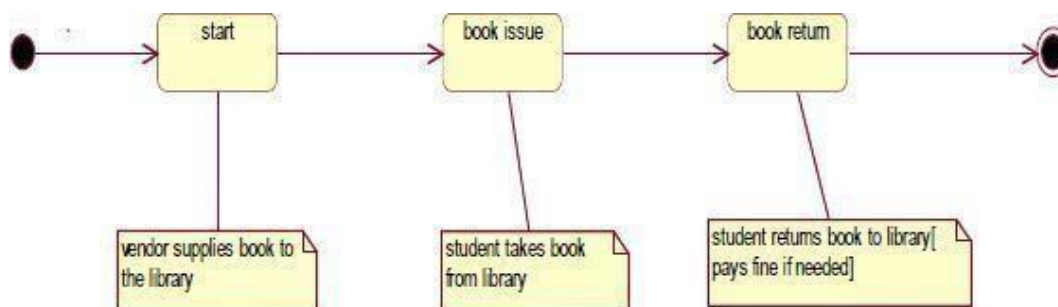 start
book issue
book return
vendor supplies book to
the library
student takes book
from library
student returns book to library[
pays fine if needed]